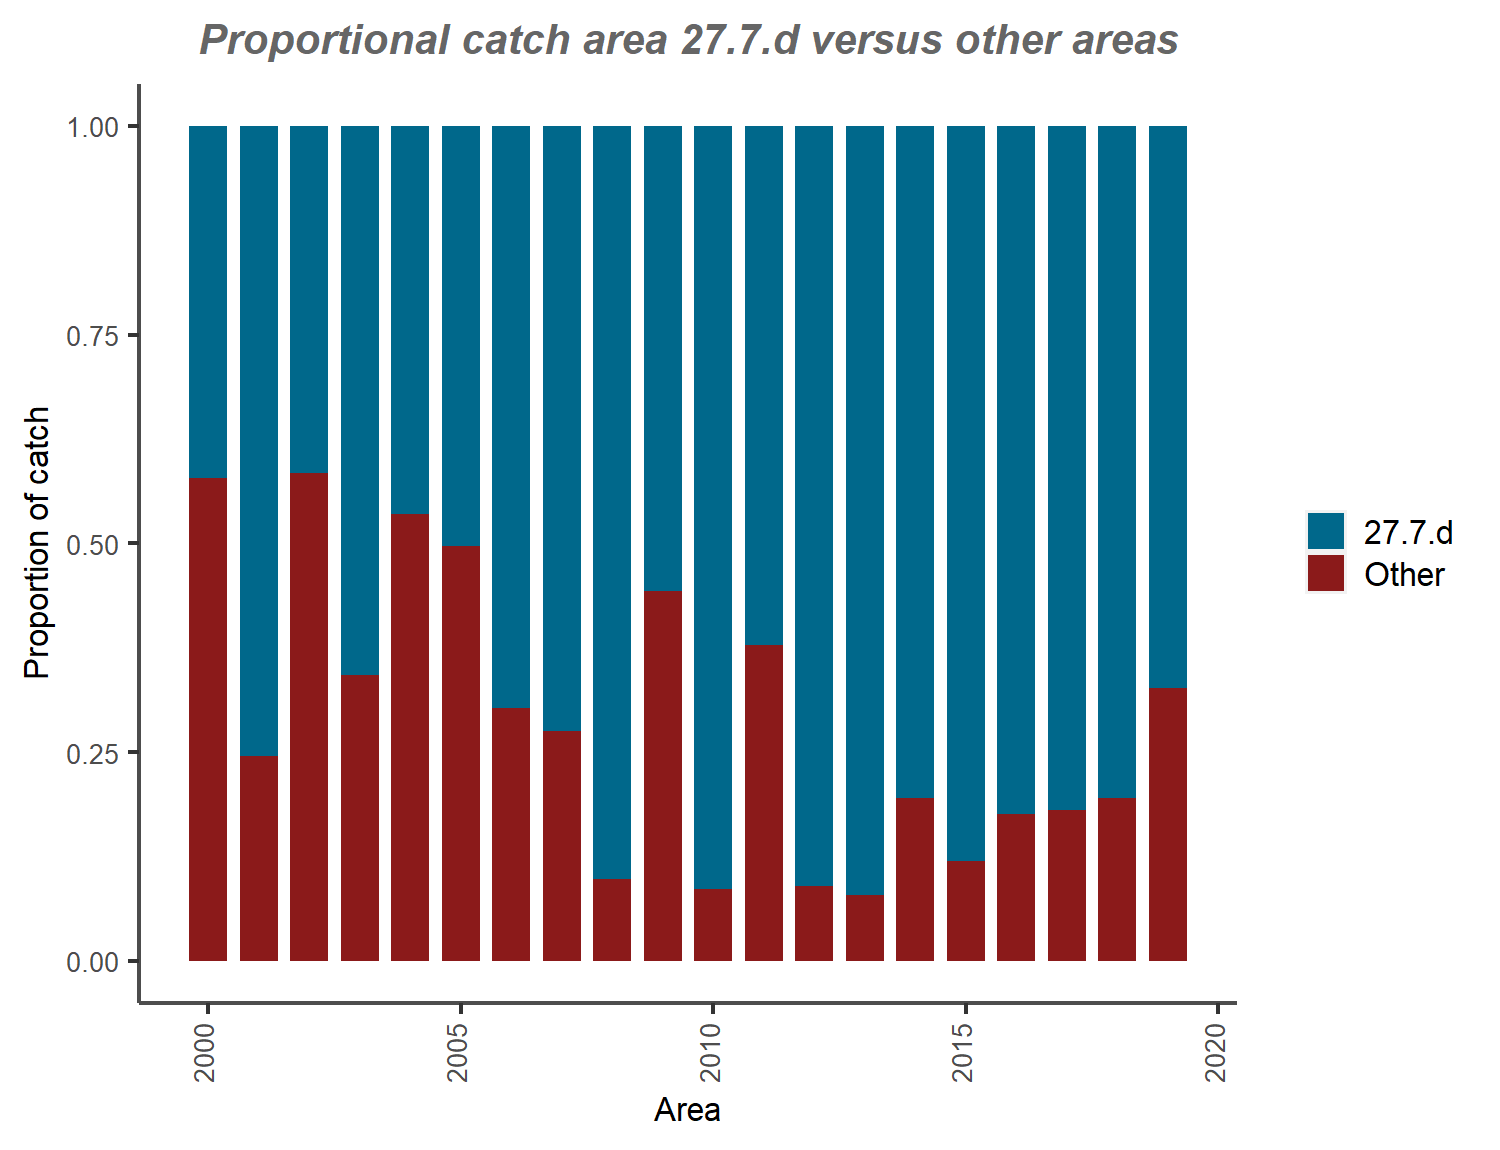 Proportional catch area 27.7.d versus other areas
Proportion of catch
1.00
0.75
0.50
0.25
0.00
2000
2005
2010
2015
2020
Area
27.7.d
Other